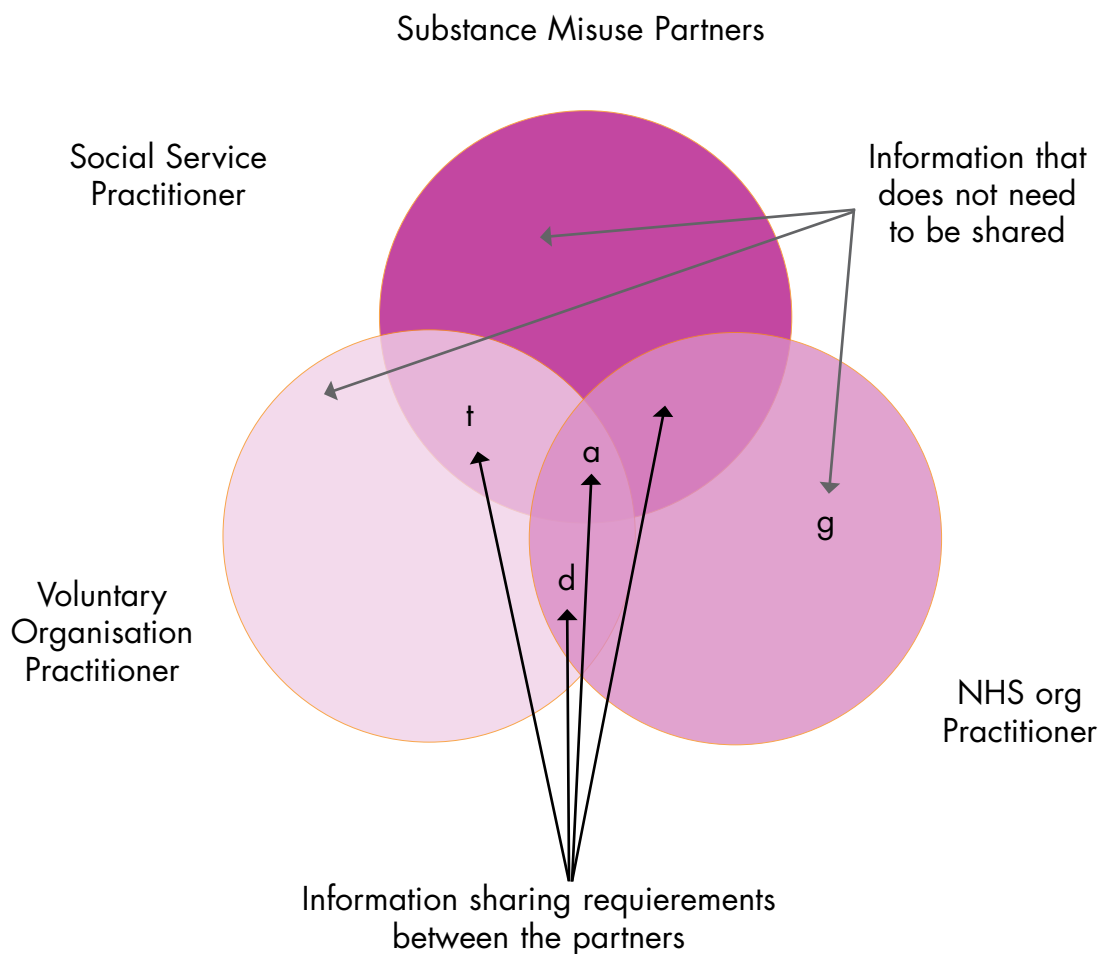 Substance Misuse Partners
Social Service
Practitioner
Information that
does not need
to be shared
t
a
g
d
Voluntary
Organisation
Practitioner
NHS org
Practitioner
Information sharing requierements
between the partners